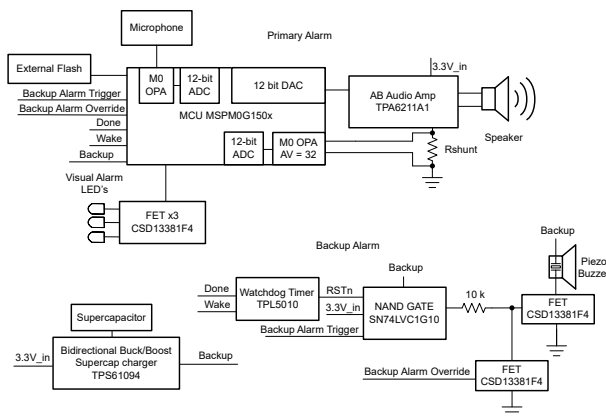 Microphone
Primary Alarm
External Flash
M0
OPA
12-bit
ADC
12 bit DAC
3.3V_in
AB Audio Amp
TPA6211A1
Speaker
Backup Alarm Trigger
Backup Alarm Override
Done
Wake
Backup
MCU MSPM0G150x
12-bit
ADC
M0 OPA
AV = 32
Rshunt
Visual Alarm
LED's
FET x3
CSD13381F4
Backup Alarm
Backup
Piezo
Buzze
Done
Wake
Watchdog Timer
TPL5010
RSTn
3.3V_in
Backup Alarm Trigger
Backup
NAND GATE
SN74LVC1G10
10 k
FET
CSD13381F4
Supercapacitor
3.3V_in
Bidirectional Buck/Boost
Supercap charger
TPS61094
Backup
Backup Alarm Override
FET
CSD13381F4